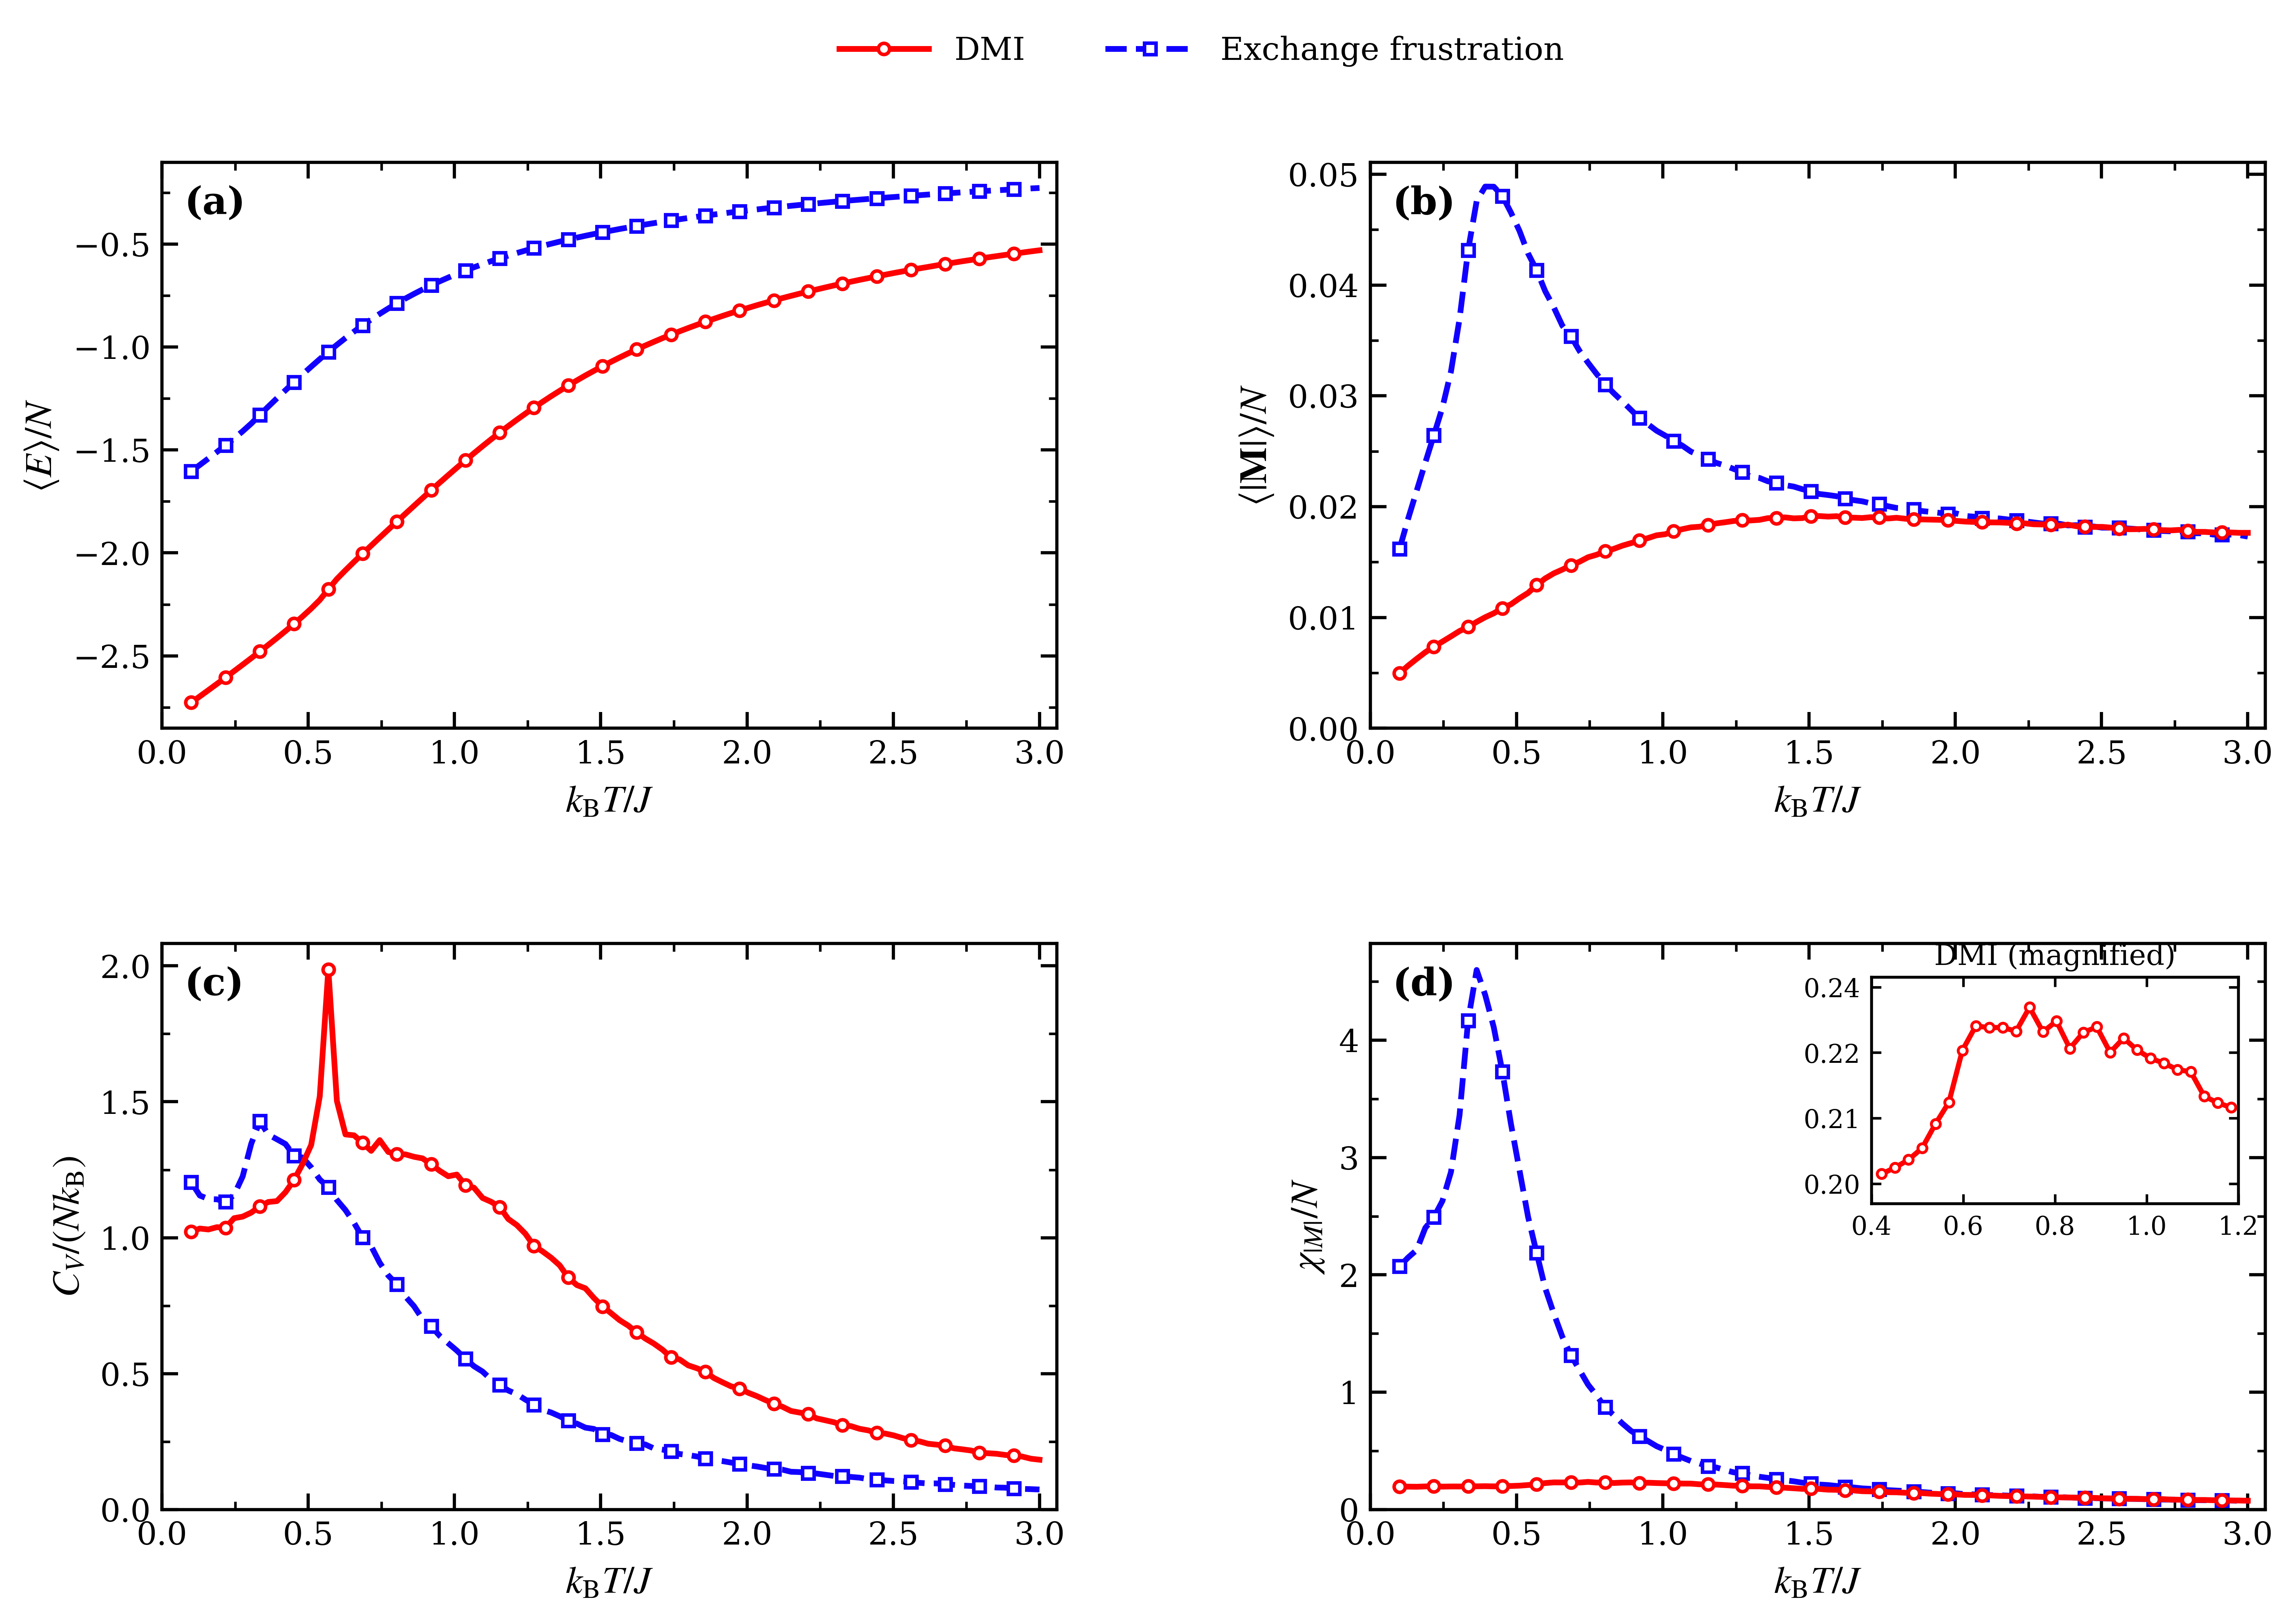 DMI Exchange frustration
(a)
−0.5
−1.0
−1.5
−2.0
−2.5
⟨E⟩/N
0.0 0.5 1.0 1.5 2.0 2.5 3.0
k_B T/J
(b)
0.05
0.04
0.03
0.02
0.01
0.00
⟨|M|⟩/N
0.0 0.5 1.0 1.5 2.0 2.5 3.0
k_B T/J
(c)
2.0
1.5
1.0
0.5
0.0
C_V/(Nk_B)
0.0 0.5 1.0 1.5 2.0 2.5 3.0
k_B T/J
(d)
4
3
2
1
0
χ_|M|/N
0.0 0.5 1.0 1.5 2.0 2.5 3.0
k_B T/J
DMI (magnified)
0.24
0.22
0.21
0.20
0.4 0.6 0.8 1.0 1.2